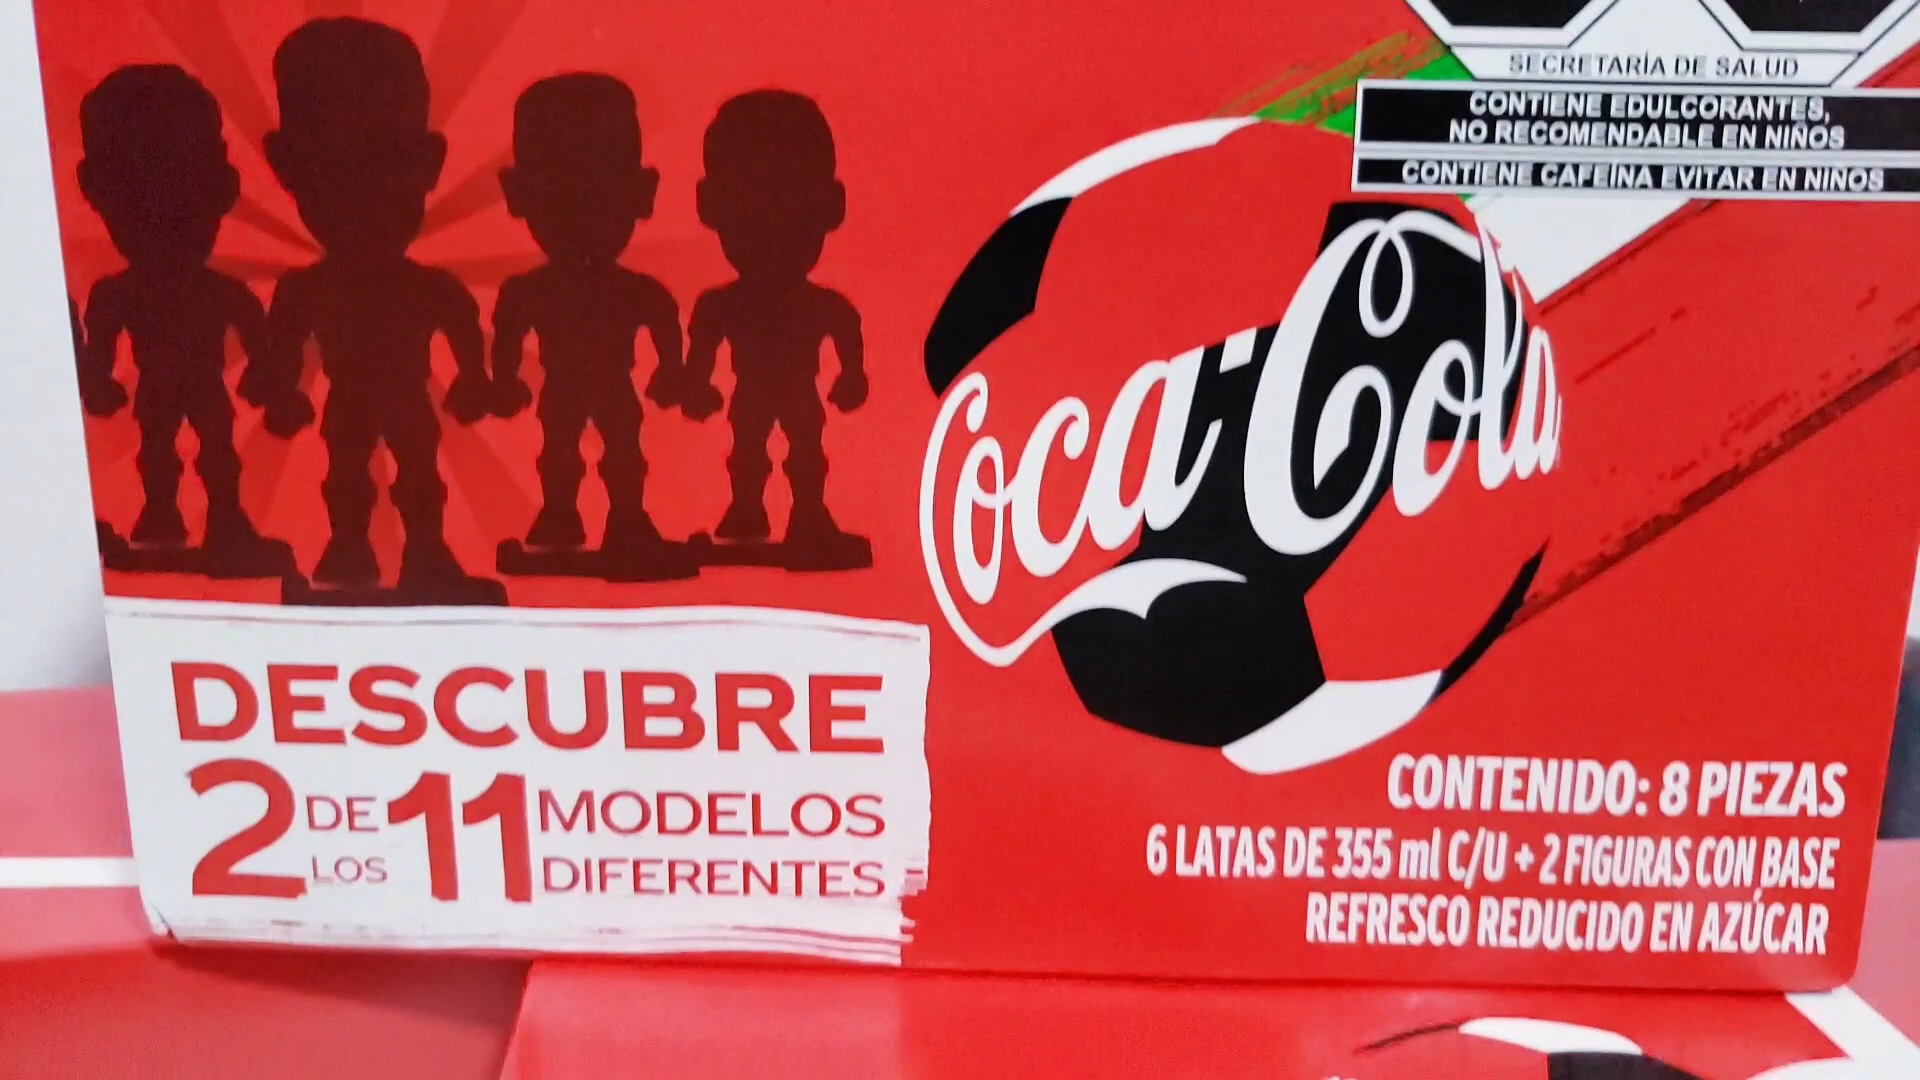 SECRETARÍA DE SALUD
CONTIENE EDULCORANTES,
NO RECOMENDABLE EN NIÑOS
CONTIENE CAFEÍNA EVITAR EN NIÑOS
Coca-Cola
DESCUBRE
2 DE LOS 11 MODELOS DIFERENTES
CONTENIDO: 8 PIEZAS
6 LATAS DE 355 ml C/U + 2 FIGURAS CON BASE
REFRESCO REDUCIDO EN AZÚCAR